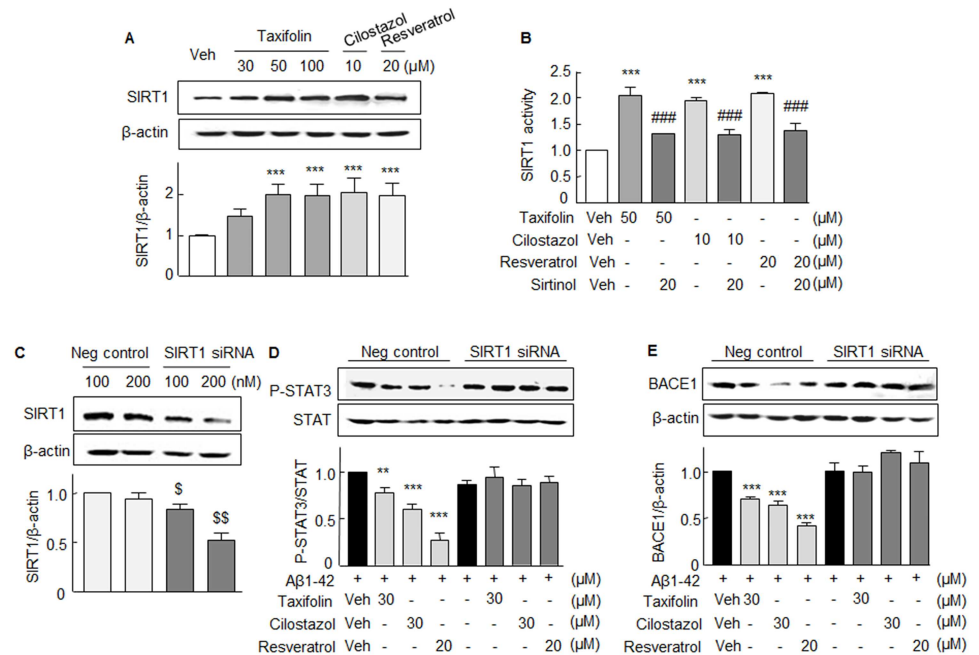 A
Taxifolin Cilostazol Resveratrol
Veh 30 50 100 10 20 (µM)
SIRT1
β-actin
SIRT1/β-actin
2
1
0
*** *** *** ***
B
SIRT1 activity
2.5
2.0
1.5
1.0
0.5
0
*** ### *** ### *** ###
Taxifolin Veh 50 50 - - - - (µM)
Cilostazol Veh - - 10 10 - - (µM)
Resveratrol Veh - - - - 20 20 (µM)
Sirtinol Veh - 20 - 20 - 20 (µM)
C
Neg control SIRT1 siRNA
100 200 100 200 (nM)
SIRT1
β-actin
SIRT1/β-actin
1.0
0.5
0
$ $$
D
Neg control SIRT1 siRNA
P-STAT3
STAT
P-STAT3/STAT
1.0
0.5
0
** *** ***
Aβ1-42 + + + + + + + + (µM)
Taxifolin Veh 30 - - - 30 - - (µM)
Cilostazol Veh - 30 - - - 30 - (µM)
Resveratrol Veh - - 20 - - - 20 (µM)
E
Neg control SIRT1 siRNA
BACE1
β-actin
BACE1/β-actin
1.0
0.5
0
*** *** ***
Aβ1-42 + + + + + + + + (µM)
Taxifolin Veh 30 - - - 30 - - (µM)
Cilostazol Veh - 30 - - - 30 - (µM)
Resveratrol Veh - - 20 - - - 20 (µM)